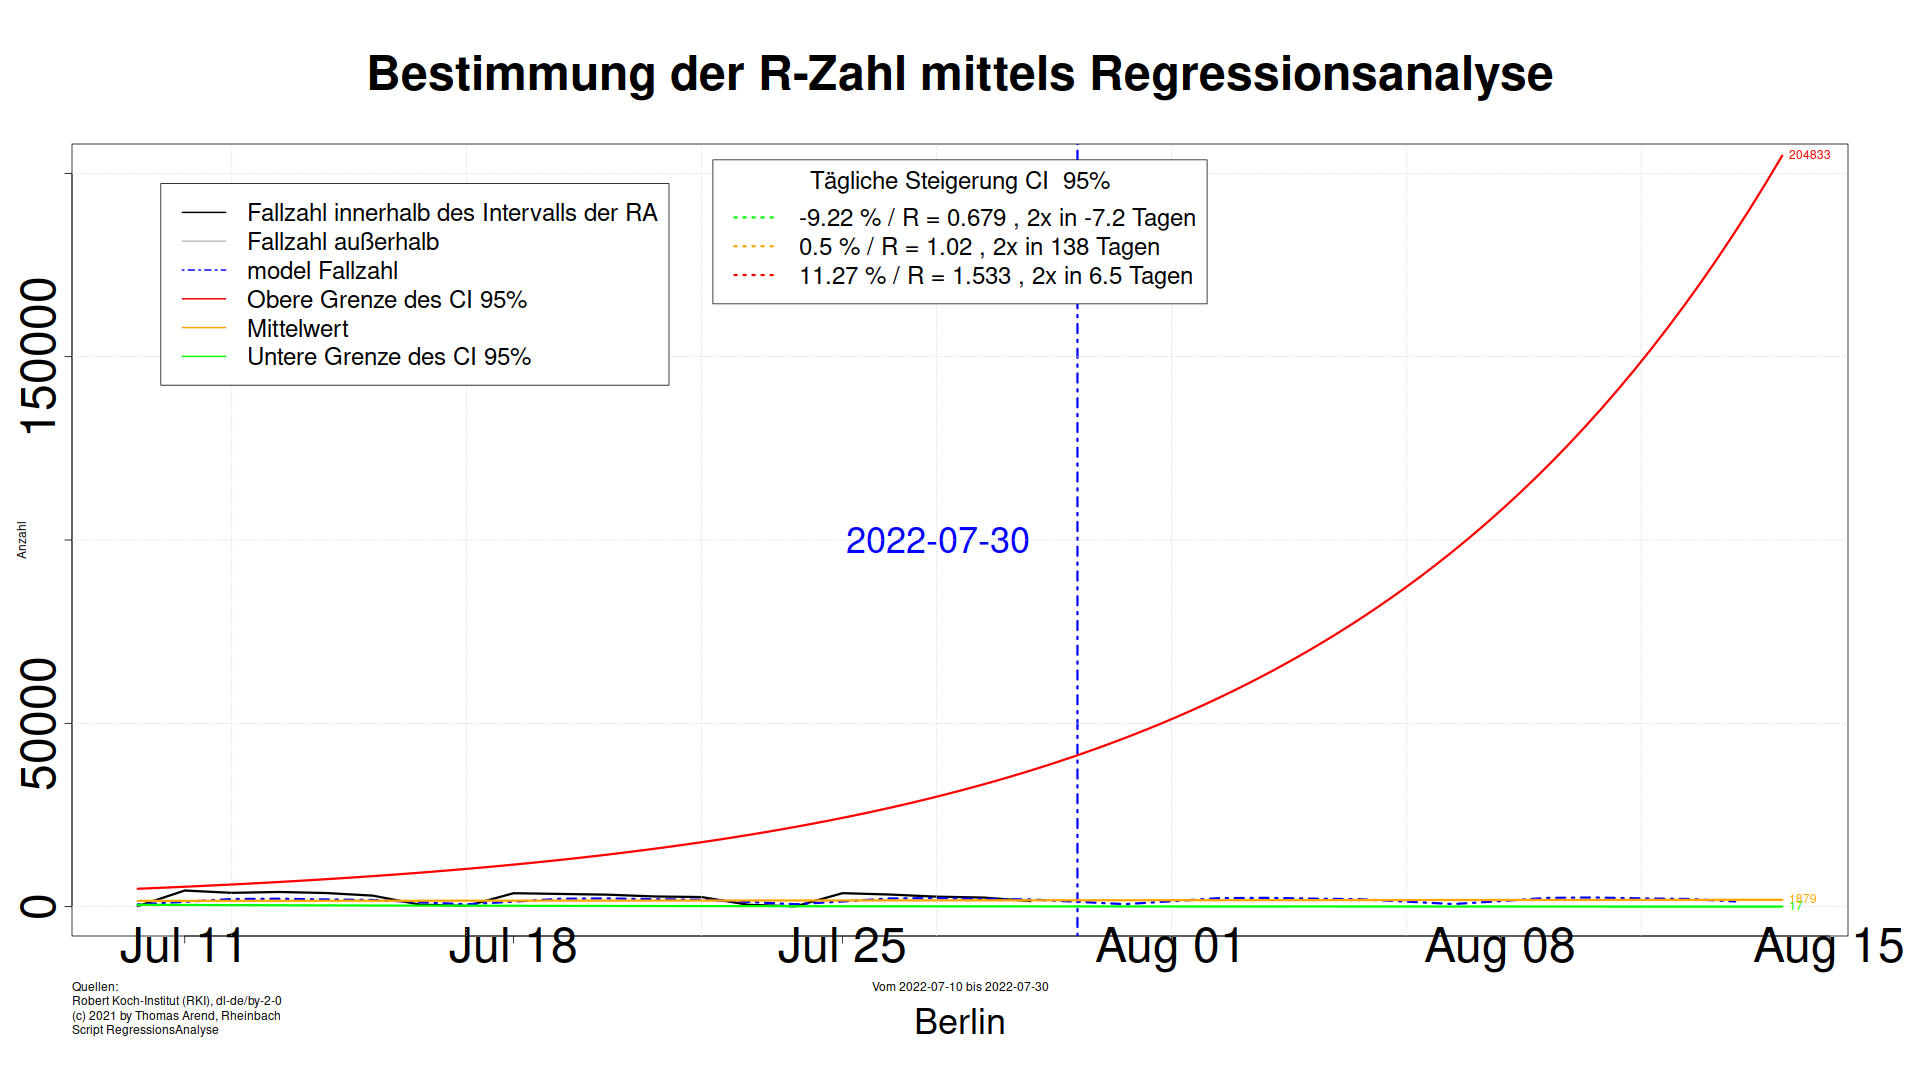 Bestimmung der R-Zahl mittels Regressionsanalyse
204833
Tägliche Steigerung CI  95%
-9.22 % / R = 0.679 , 2x in -7.2 Tagen
0.5 % / R = 1.02 , 2x in 138 Tagen
11.27 % / R = 1.533 , 2x in 6.5 Tagen
Fallzahl innerhalb des Intervalls der RA
Fallzahl außerhalb
model Fallzahl
Obere Grenze des CI 95%
Mittelwert
Untere Grenze des CI 95%
150000
50000
0
Anzahl
2022-07-30
1879
17
Jul 11
Jul 18
Jul 25
Aug 01
Aug 08
Aug 15
Quellen:
Robert Koch-Institut (RKI), dl-de/by-2-0
(c) 2021 by Thomas Arend, Rheinbach
Script RegressionsAnalyse
Vom 2022-07-10 bis 2022-07-30
Berlin